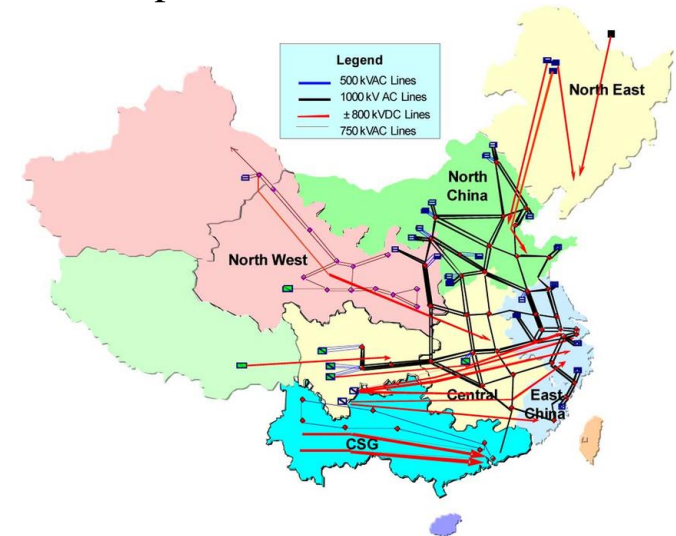 Legend
500 kVAC Lines
1000 kV AC Lines
±800 kVDC Lines
750 kVAC Lines
North East
North
China
North West
Central
East
China
CSG